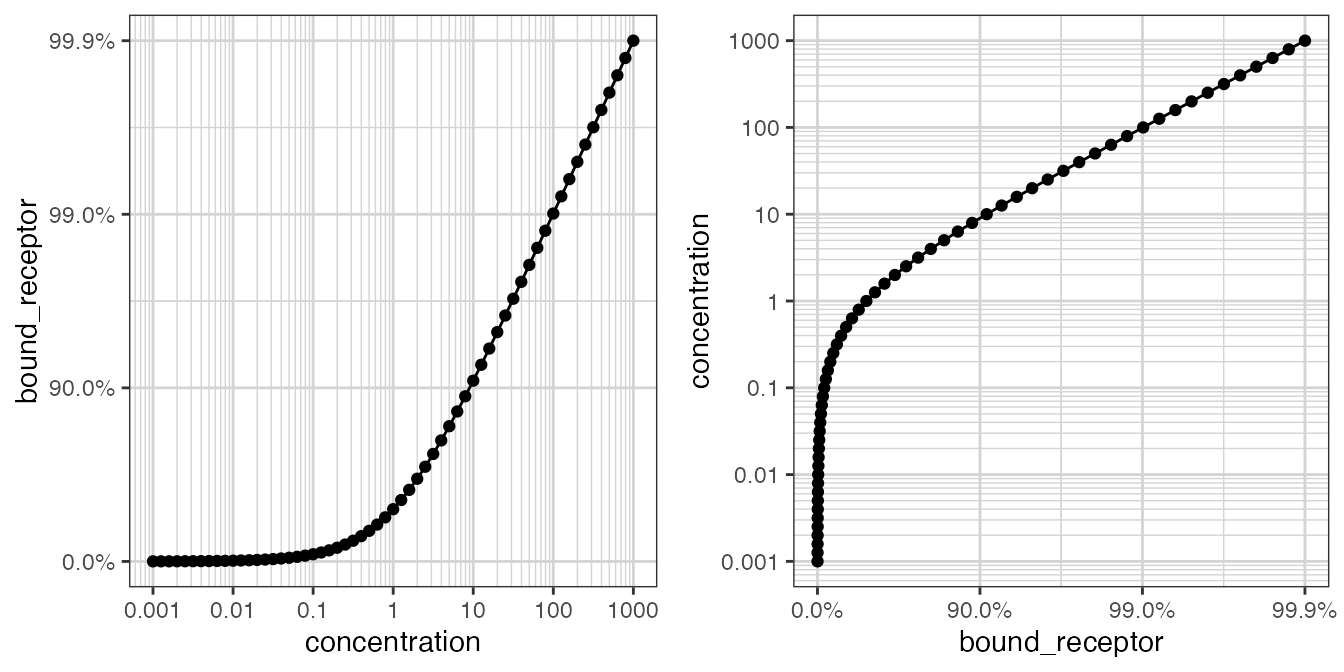 99.9%
99.0%
90.0%
0.0%
bound_receptor
0.001 0.01 0.1 1 10 100 1000
concentration
1000
100
10
1
0.1
0.01
0.001
concentration
0.0% 90.0% 99.0% 99.9%
bound_receptor